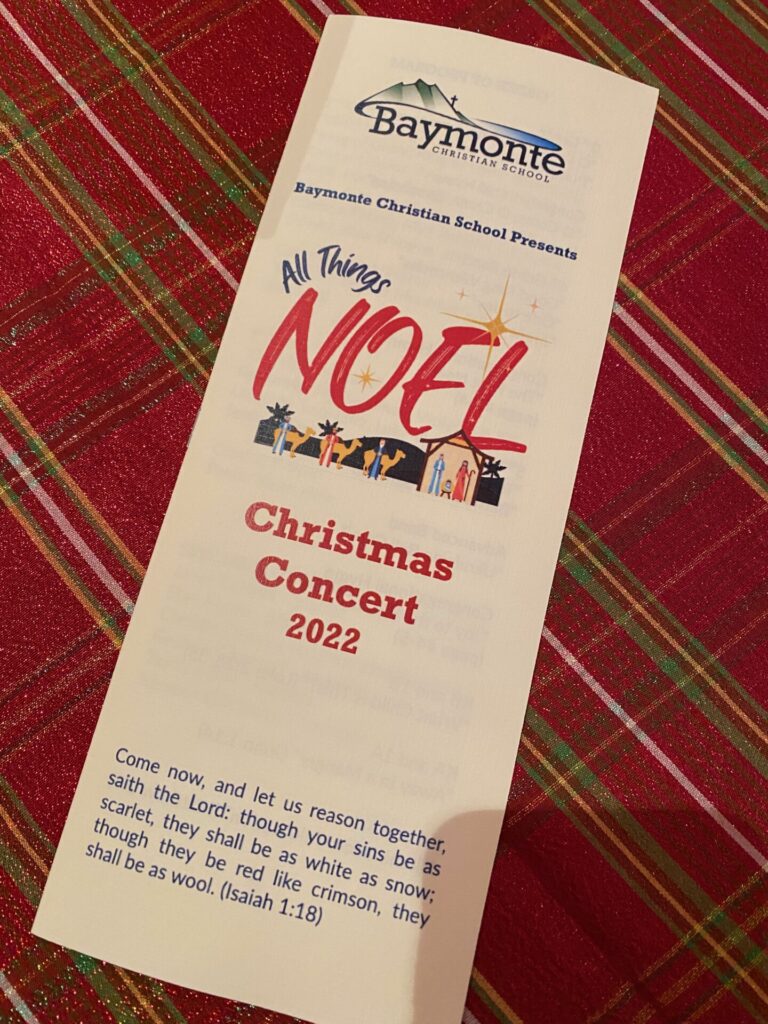 Baymonte
CHRISTIAN SCHOOL
Baymonte Christian School Presents
All Things
NOEL
Christmas
Concert
2022
Come now, and let us reason together,
saith the Lord: though your sins be as
scarlet, they shall be as white as snow;
though they be red like crimson, they
shall be as wool. (Isaiah 1:18)